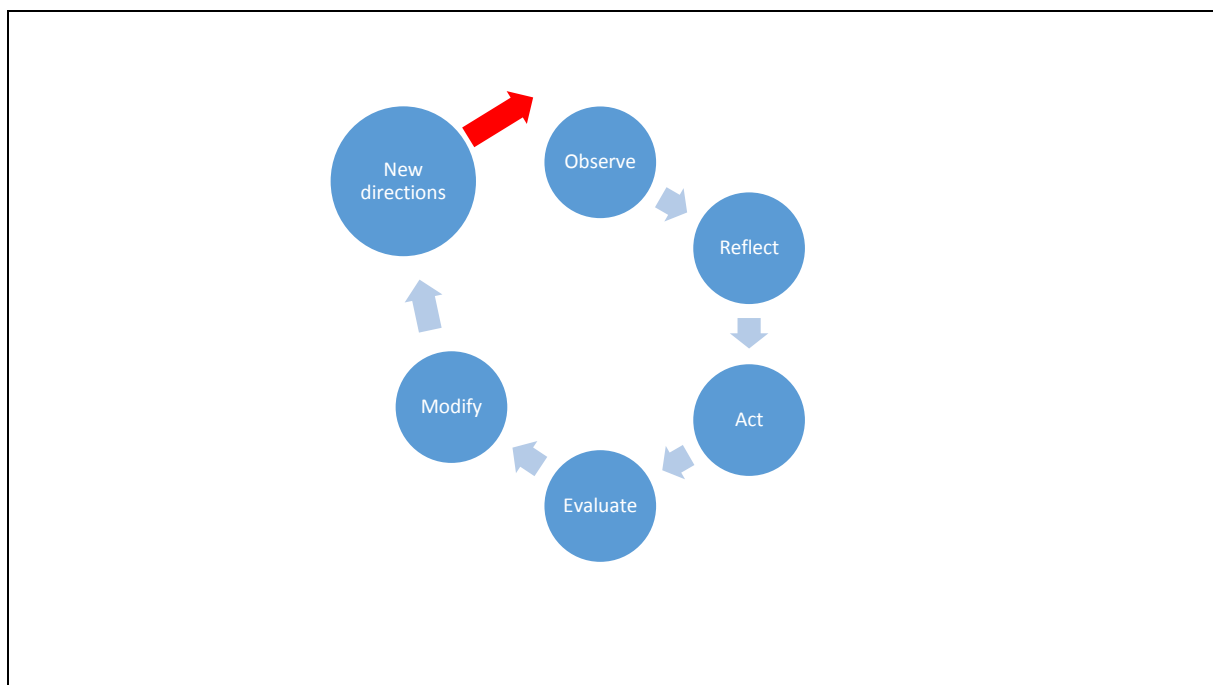 New
directions
Observe
Reflect
Act
Evaluate
Modify